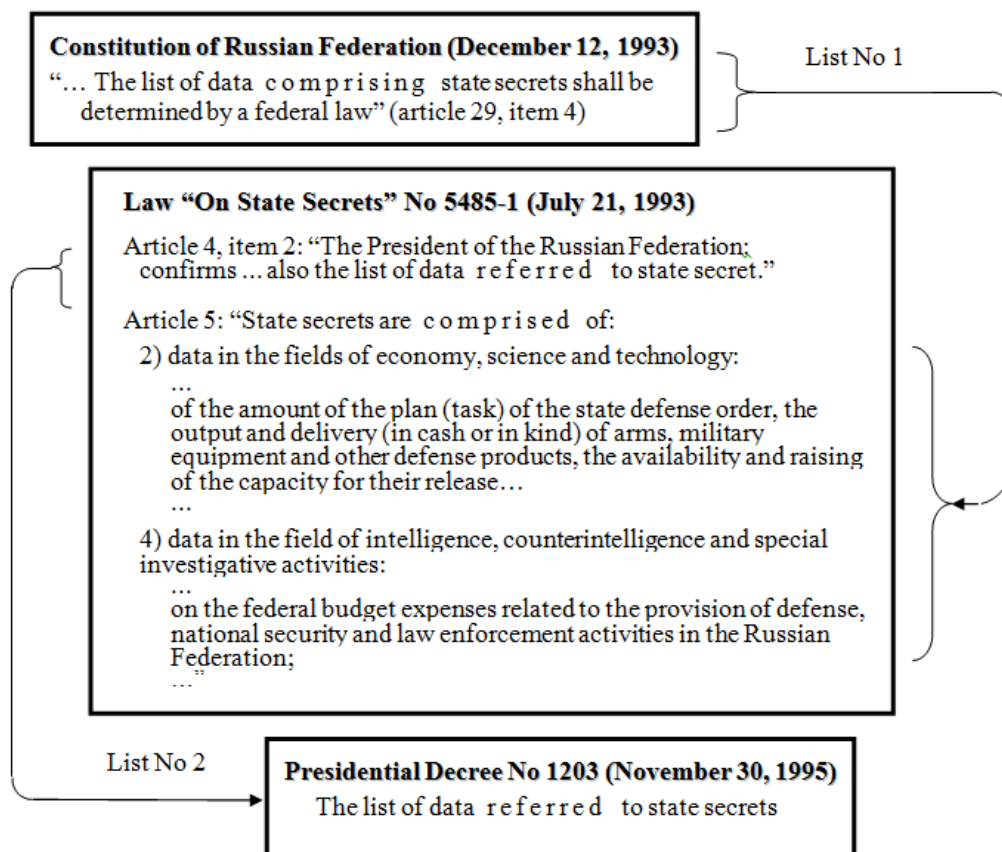 Constitution of Russian Federation (December 12, 1993)
List No 1
“… The list of data comprising state secrets shall be
determined by a federal law” (article 29, item 4)
Law “On State Secrets” No 5485-1 (July 21, 1993)
Article 4, item 2: “The President of the Russian Federation;
confirms ... also the list of data referred to state secret.”
Article 5: “State secrets are comprised of:
2) data in the fields of economy, science and technology:
…
of the amount of the plan (task) of the state defense order, the
output and delivery (in cash or in kind) of arms, military
equipment and other defense products, the availability and raising
of the capacity for their release…
…
4) data in the field of intelligence, counterintelligence and special
investigative activities:
…
on the federal budget expenses related to the provision of defense,
national security and law enforcement activities in the Russian
Federation;
…”
List No 2
Presidential Decree No 1203 (November 30, 1995)
The list of data referred to state secrets